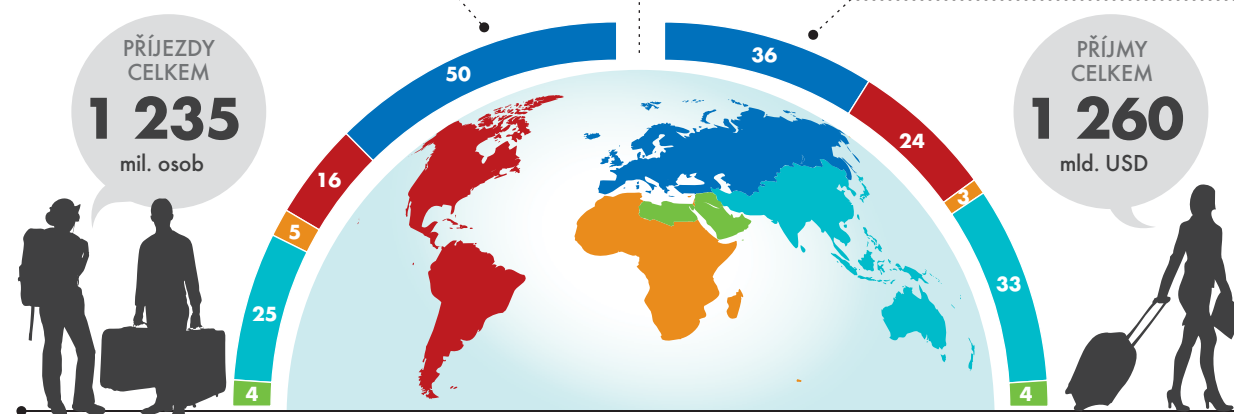 PŘÍJEZDY
CELKEM
1 235
mil. osob
50
16
5
25
4
36
24
3
33
4
PŘÍJMY
CELKEM
1 260
mld. USD